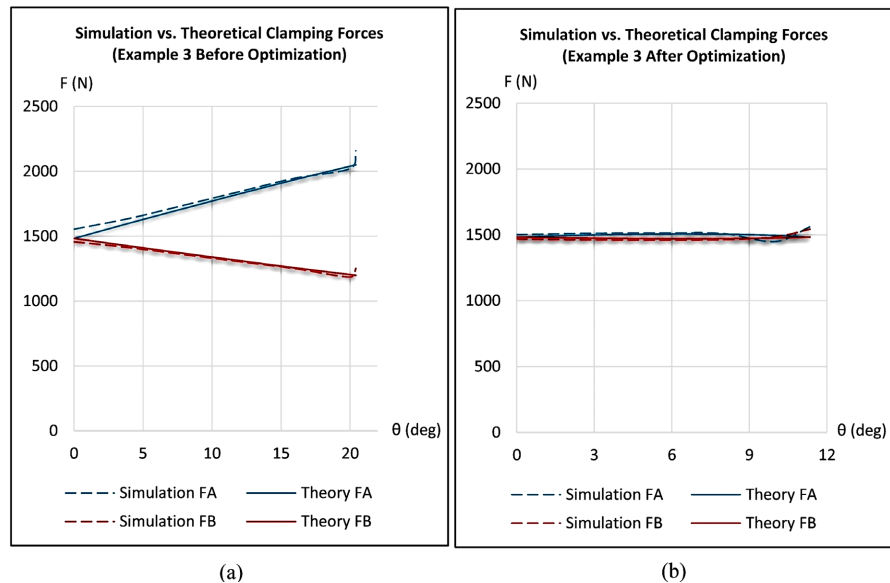 Simulation vs. Theoretical Clamping Forces
(Example 3 Before Optimization)
F (N)
2500
2000
1500
1000
500
0
θ (deg)
0 5 10 15 20
Simulation FA Theory FA
Simulation FB Theory FB
(a)
Simulation vs. Theoretical Clamping Forces
(Example 3 After Optimization)
F (N)
2500
2000
1500
1000
500
0
θ (deg)
0 3 6 9 12
Simulation FA Theory FA
Simulation FB Theory FB
(b)